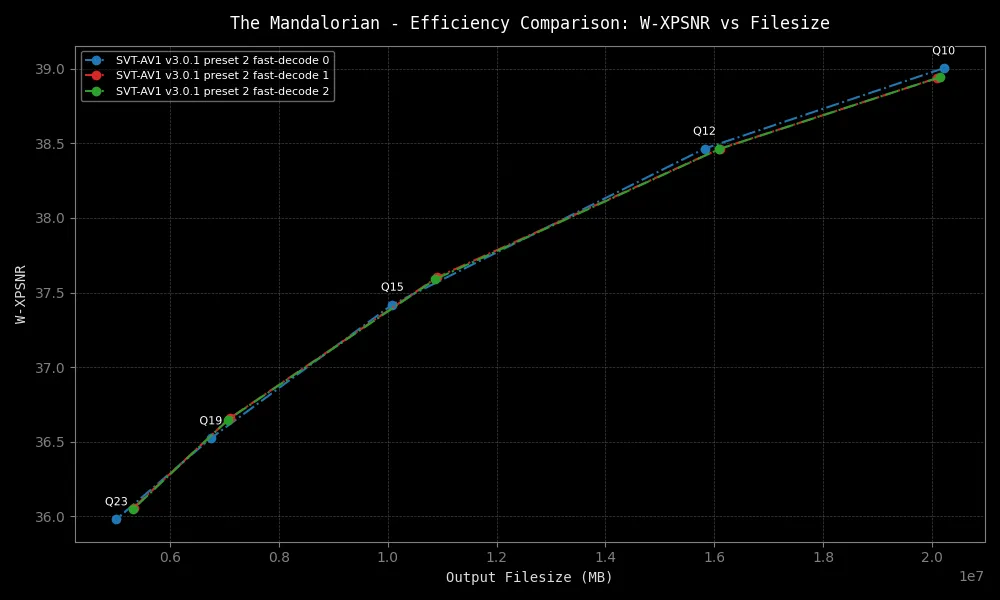 The Mandalorian - Efficiency Comparison: W-XPSNR vs Filesize
SVT-AV1 v3.0.1 preset 2 fast-decode 0
SVT-AV1 v3.0.1 preset 2 fast-decode 1
SVT-AV1 v3.0.1 preset 2 fast-decode 2
Q10
Q12
Q15
Q19
Q23
W-XPSNR
39.0
38.5
38.0
37.5
37.0
36.5
36.0
0.6 0.8 1.0 1.2 1.4 1.6 1.8 2.0
1e7
Output Filesize (MB)